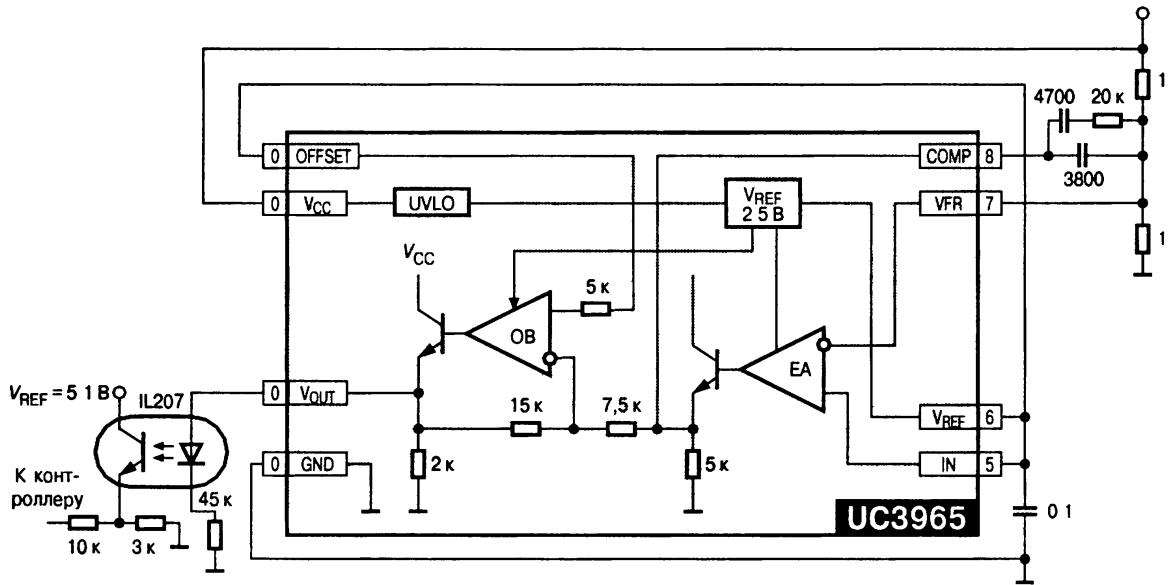 1
4700 20 к
0 OFFSET
COMP 8
3800
0 VCC
UVLO
VREF
2 5 В
VFR 7
1
VCC
5 к
ОВ
EA
VREF = 5 1 В
IL207
0 VOUT
15 к
7,5 к
VREF 6
2 к
5 к
0 GND
IN 5
К конт-
роллеру
45 к
0 1
UC3965
10 к
3 к